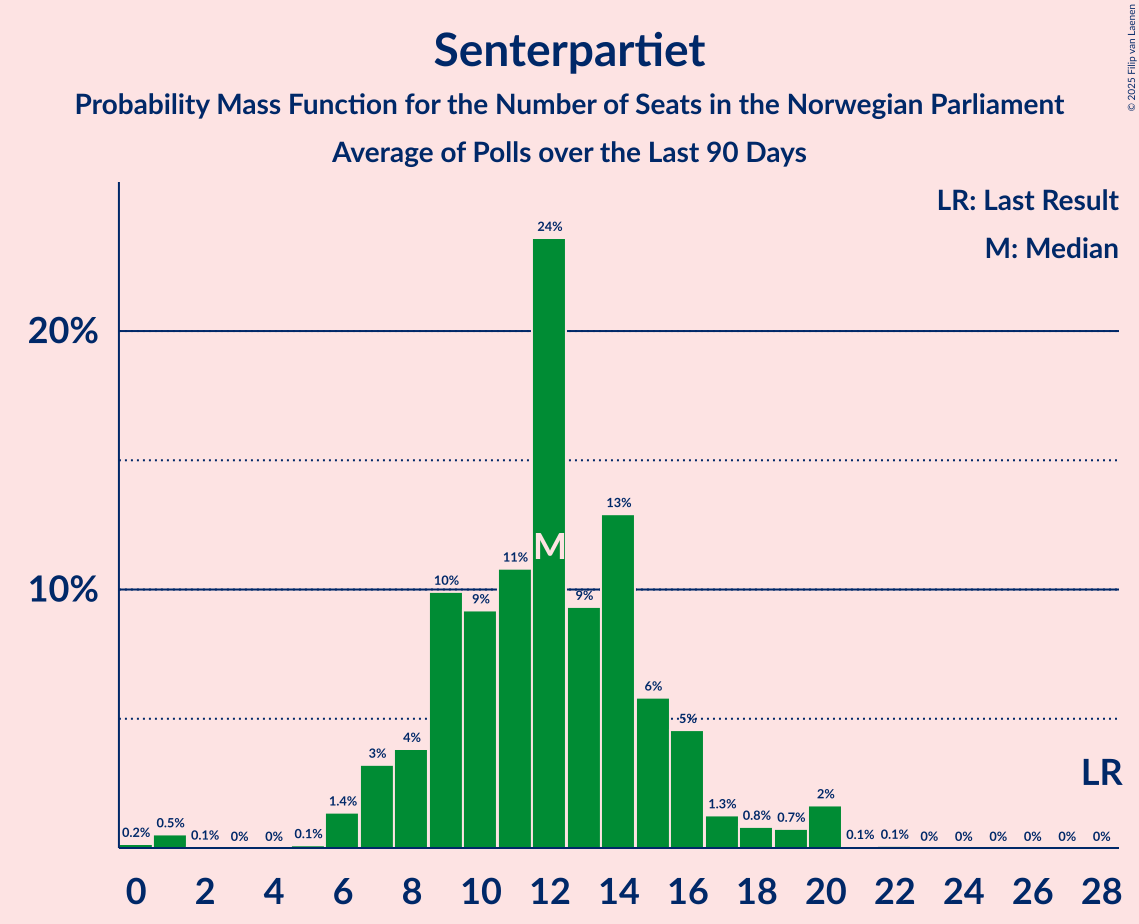 Senterpartiet
Probability Mass Function for the Number of Seats in the Norwegian Parliament
Average of Polls over the Last 90 Days
© 2025 Filip van Laenen
LR: Last Result
M: Median
20%
10%
0.2% 0.5% 0.1% 0% 0% 0.1% 1.4% 3% 4% 10% 9% 11% 24% 9% 13% 6% 5% 1.3% 0.8% 0.7% 2% 0.1% 0.1% 0% 0% 0% 0% 0% 0%
M
LR
0 2 4 6 8 10 12 14 16 18 20 22 24 26 28